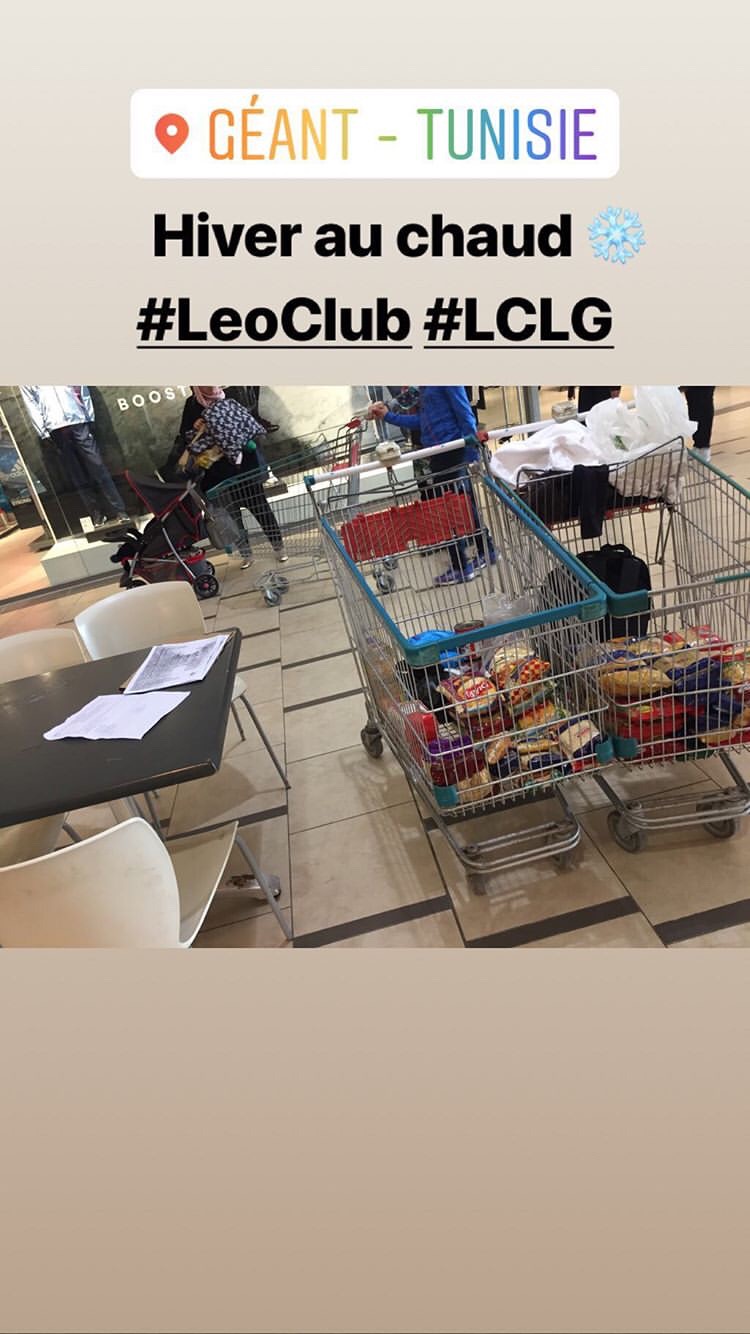 GÉANT - TUNISIE
Hiver au chaud ❄️
#LeoClub #LCLG
BOOST